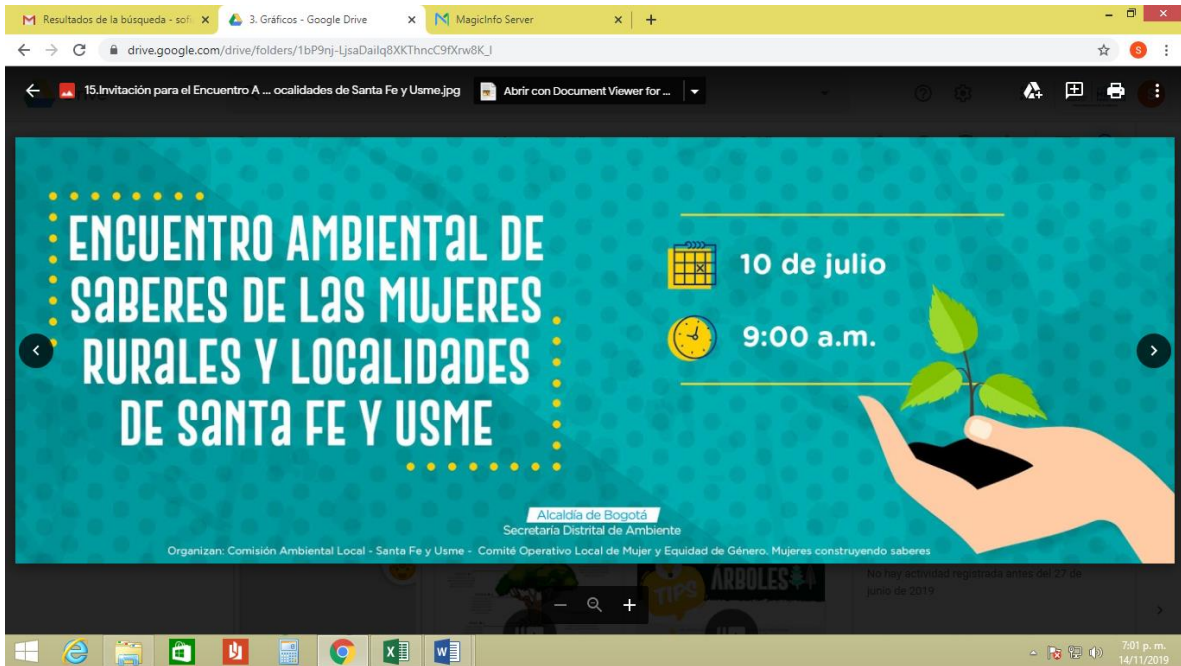 Resultados de la búsqueda - sofi
3. Gráficos - Google Drive
MagicInfo Server
drive.google.com/drive/folders/1bP9nj-LjsaDailq8XKThncC9fXrw8K_l
15.Invitación para el Encuentro A ... ocalidades de Santa Fe y Usme.jpg
Abrir con Document Viewer for ...
ENCUENTRO AMBIENTAL DE
SABERES DE LAS MUJERES
RURALES Y LOCALIDADES
DE SANTA FE Y USME
10 de julio
9:00 a.m.
Alcaldía de Bogotá
Secretaría Distrital de Ambiente
Organizan: Comisión Ambiental Local - Santa Fe y Usme - Comité Operativo Local de Mujer y Equidad de Género. Mujeres construyendo saberes
TIPS
ÁRBOLES
No hay actividad registrada antes del 27 de
junio de 2019
7:01 p. m.
14/11/2019